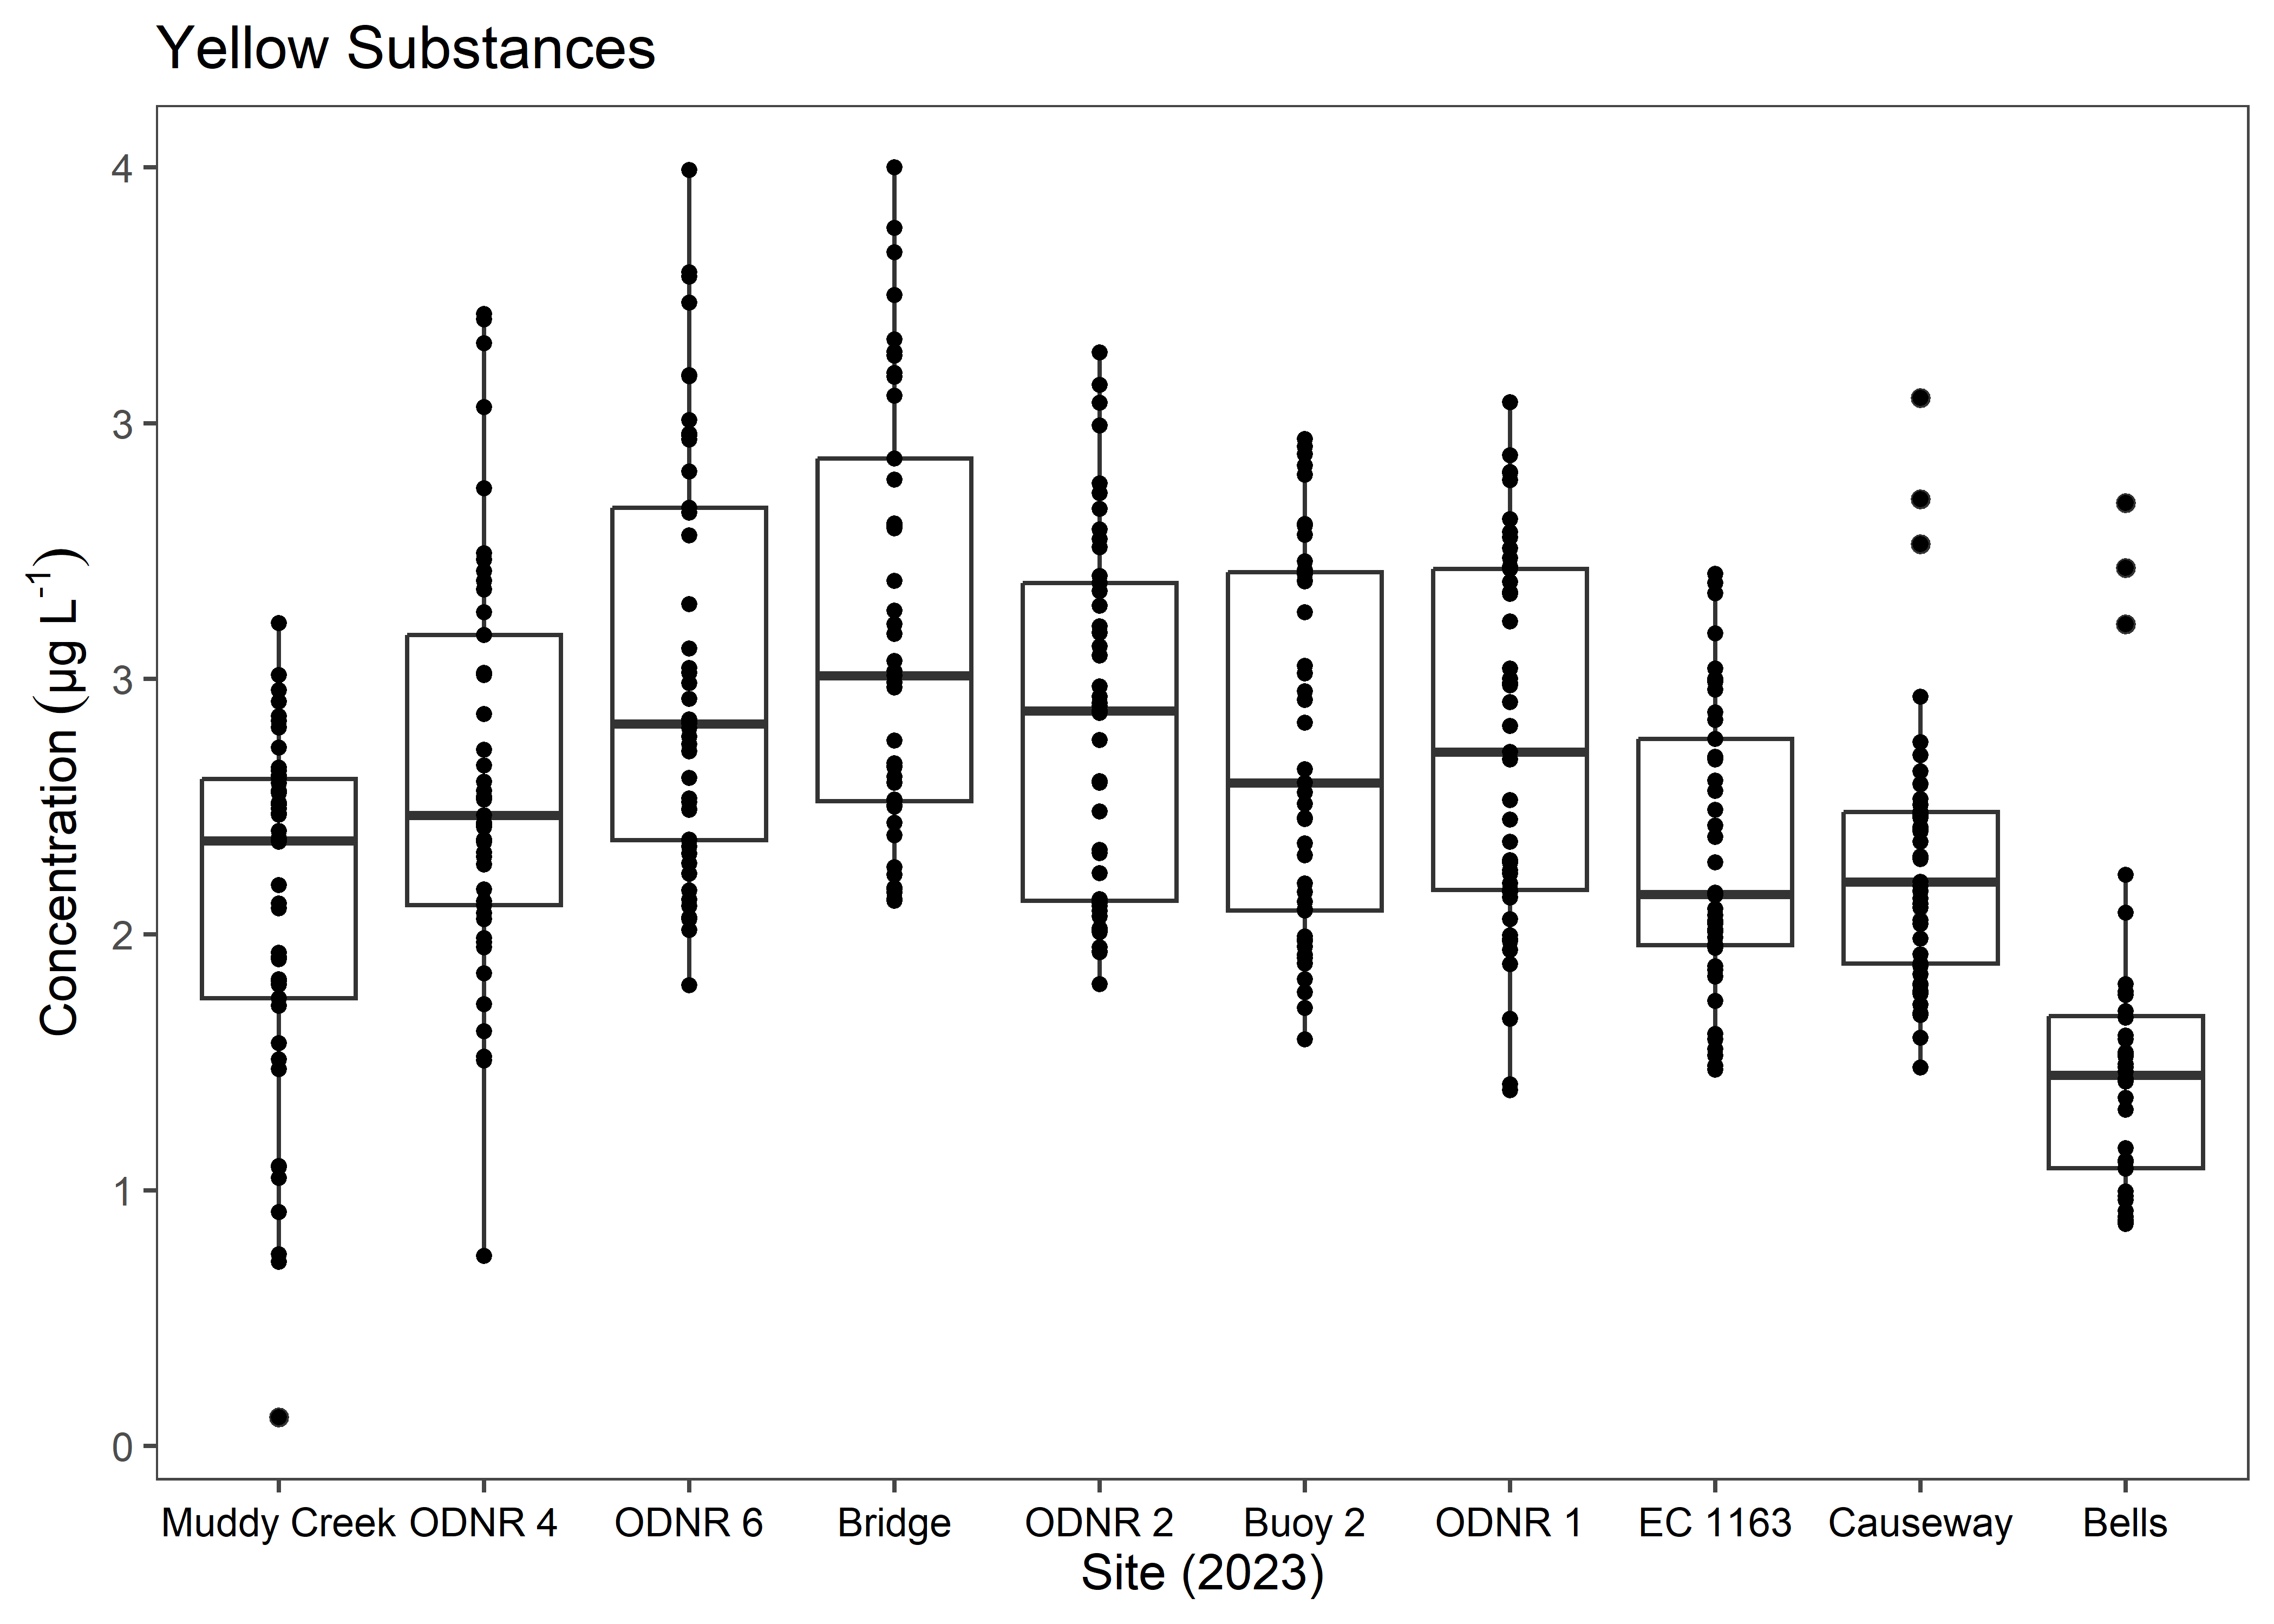 Yellow Substances
4
3
3
2
1
0
Concentration (µg L⁻¹)
Muddy Creek ODNR 4 ODNR 6 Bridge ODNR 2 Buoy 2 ODNR 1 EC 1163 Causeway Bells
Site (2023)